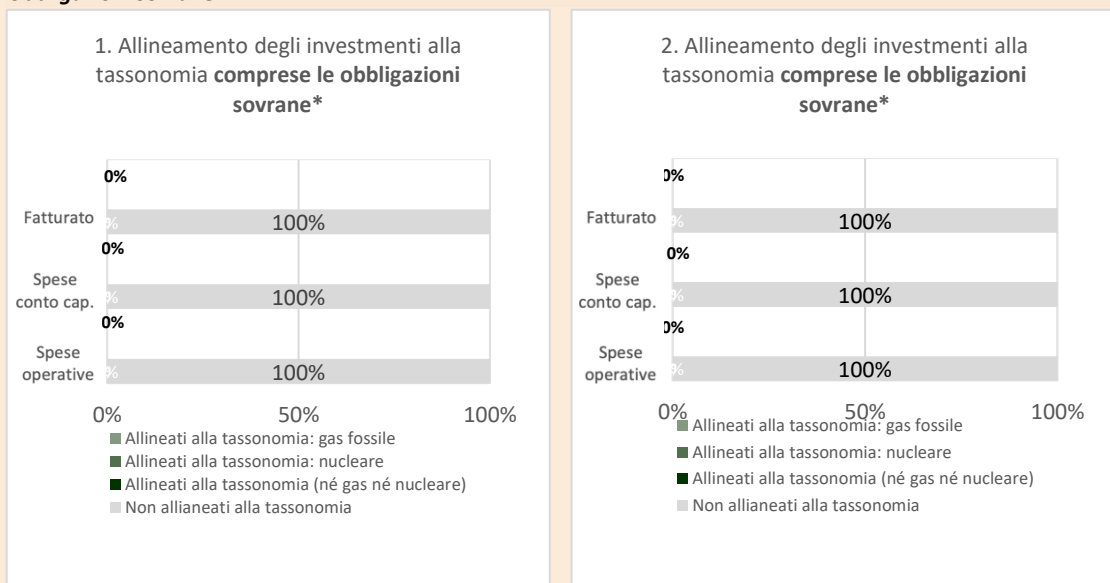 1. Allineamento degli investimenti alla
tassonomia comprese le obbligazioni
sovrane*
0%
Fatturato
%
100%
0%
Spese
conto cap.
%
100%
0%
Spese
operative
%
100%
0%
50%
100%
Allineati alla tassonomia: gas fossile
Allineati alla tassonomia: nucleare
Allineati alla tassonomia (né gas né nucleare)
Non allianeati alla tassonomia
2. Allineamento degli investimenti alla
tassonomia comprese le obbligazioni
sovrane*
0%
Fatturato
%
100%
0%
Spese
conto cap.
%
100%
0%
Spese
operative
%
100%
0%
50%
100%
Allineati alla tassonomia: gas fossile
Allineati alla tassonomia: nucleare
Allineati alla tassonomia (né gas né nucleare)
Non allianeati alla tassonomia